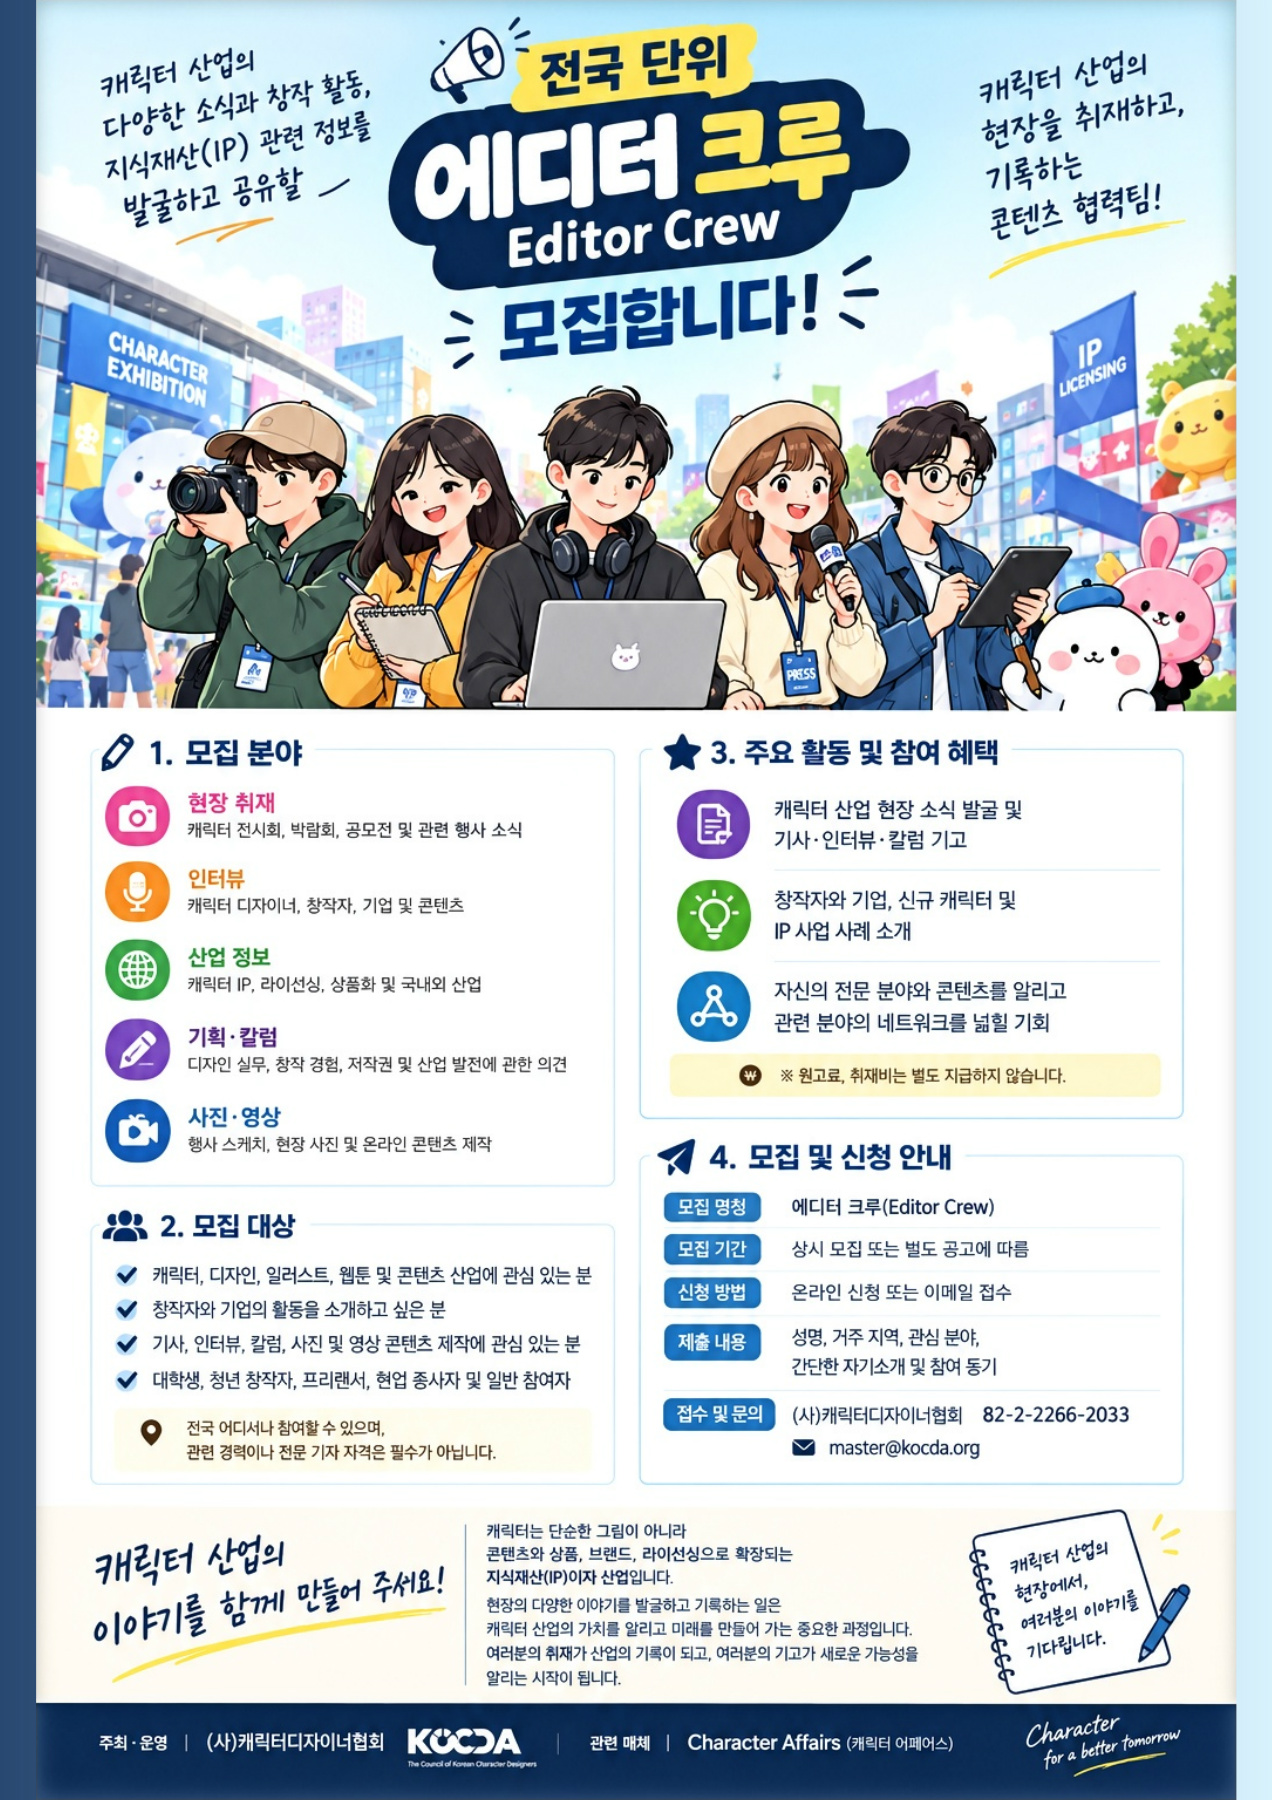 캐릭터 산업의
다양한 소식과 창작 활동,
지식재산(IP) 관련 정보를
발굴하고 공유할
전국 단위
에디터 크루
Editor Crew
모집합니다!
캐릭터 산업의
현장을 취재하고,
기록하는
콘텐츠 협력팀!
CHARACTER
EXHIBITION
IP
LICENSING
PRESS
1. 모집 분야
현장 취재
캐릭터 전시회, 박람회, 공모전 및 관련 행사 소식
인터뷰
캐릭터 디자이너, 창작자, 기업 및 콘텐츠
산업 정보
캐릭터 IP, 라이선싱, 상품화 및 국내외 산업
기획·칼럼
디자인 실무, 창작 경험, 저작권 및 산업 발전에 관한 의견
사진·영상
행사 스케치, 현장 사진 및 온라인 콘텐츠 제작
2. 모집 대상
캐릭터, 디자인, 일러스트, 웹툰 및 콘텐츠 산업에 관심 있는 분
창작자와 기업의 활동을 소개하고 싶은 분
기사, 인터뷰, 칼럼, 사진 및 영상 콘텐츠 제작에 관심 있는 분
대학생, 청년 창작자, 프리랜서, 현업 종사자 및 일반 참여자
전국 어디서나 참여할 수 있으며,
관련 경력이나 전문 기자 자격은 필수가 아닙니다.
3. 주요 활동 및 참여 혜택
캐릭터 산업 현장 소식 발굴 및
기사·인터뷰·칼럼 기고
창작자와 기업, 신규 캐릭터 및
IP 사업 사례 소개
자신의 전문 분야와 콘텐츠를 알리고
관련 분야의 네트워크를 넓힐 기회
₩ ※ 원고료, 취재비는 별도 지급하지 않습니다.
4. 모집 및 신청 안내
모집 명칭 에디터 크루(Editor Crew)
모집 기간 상시 모집 또는 별도 공고에 따름
신청 방법 온라인 신청 또는 이메일 접수
제출 내용 성명, 거주 지역, 관심 분야,
간단한 자기소개 및 참여 동기
접수 및 문의 (사)캐릭터디자이너협회 82-2-2266-2033
master@kocda.org
캐릭터 산업의
이야기를 함께 만들어 주세요!
캐릭터는 단순한 그림이 아니라
콘텐츠와 상품, 브랜드, 라이선싱으로 확장되는
지식재산(IP)이자 산업입니다.
현장의 다양한 이야기를 발굴하고 기록하는 일은
캐릭터 산업의 가치를 알리고 미래를 만들어 가는 중요한 과정입니다.
여러분의 취재가 산업의 기록이 되고, 여러분의 기고가 새로운 가능성을
알리는 시작이 됩니다.
캐릭터 산업의
현장에서,
여러분의 이야기를
기다립니다.
주최·운영 | (사)캐릭터디자이너협회 KOCDA
The Council of Korean Character Designers
관련 매체 | Character Affairs (캐릭터 어페어스)
Character
for a better tomorrow